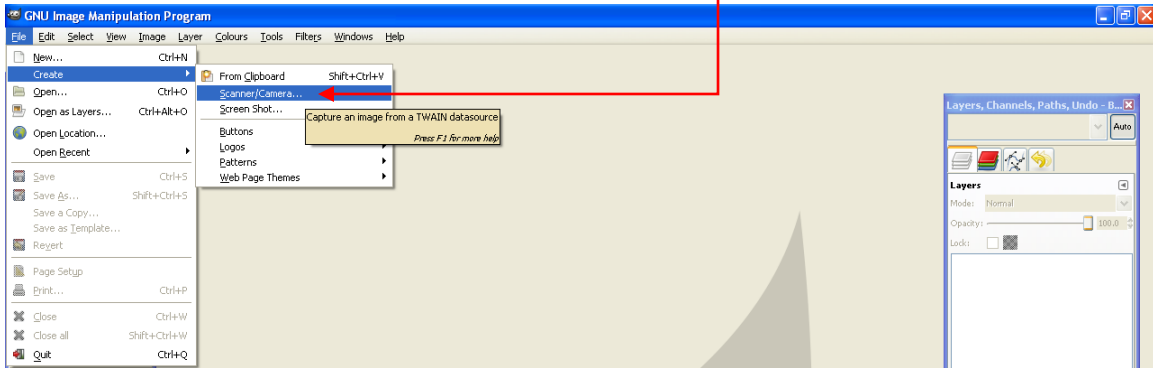 GNU Image Manipulation Program
File Edit Select View Image Layer Colours Tools Filters Windows Help
New... Ctrl+N
Create
Open... Ctrl+O
Open as Layers... Ctrl+Alt+O
Open Location...
Open Recent
Save Ctrl+S
Save As... Shift+Ctrl+S
Save a Copy...
Save as Template...
Revert
Page Setup
Print... Ctrl+P
Close Ctrl+W
Close all Shift+Ctrl+W
Quit Ctrl+Q
From Clipboard Shift+Ctrl+V
Scanner/Camera...
Screen Shot...
Buttons
Logos
Patterns
Web Page Themes
Capture an image from a TWAIN datasource
Press F1 for more help
Layers, Channels, Paths, Undo - B...
Auto
Layers
Mode: Normal
Opacity: 100.0
Lock: